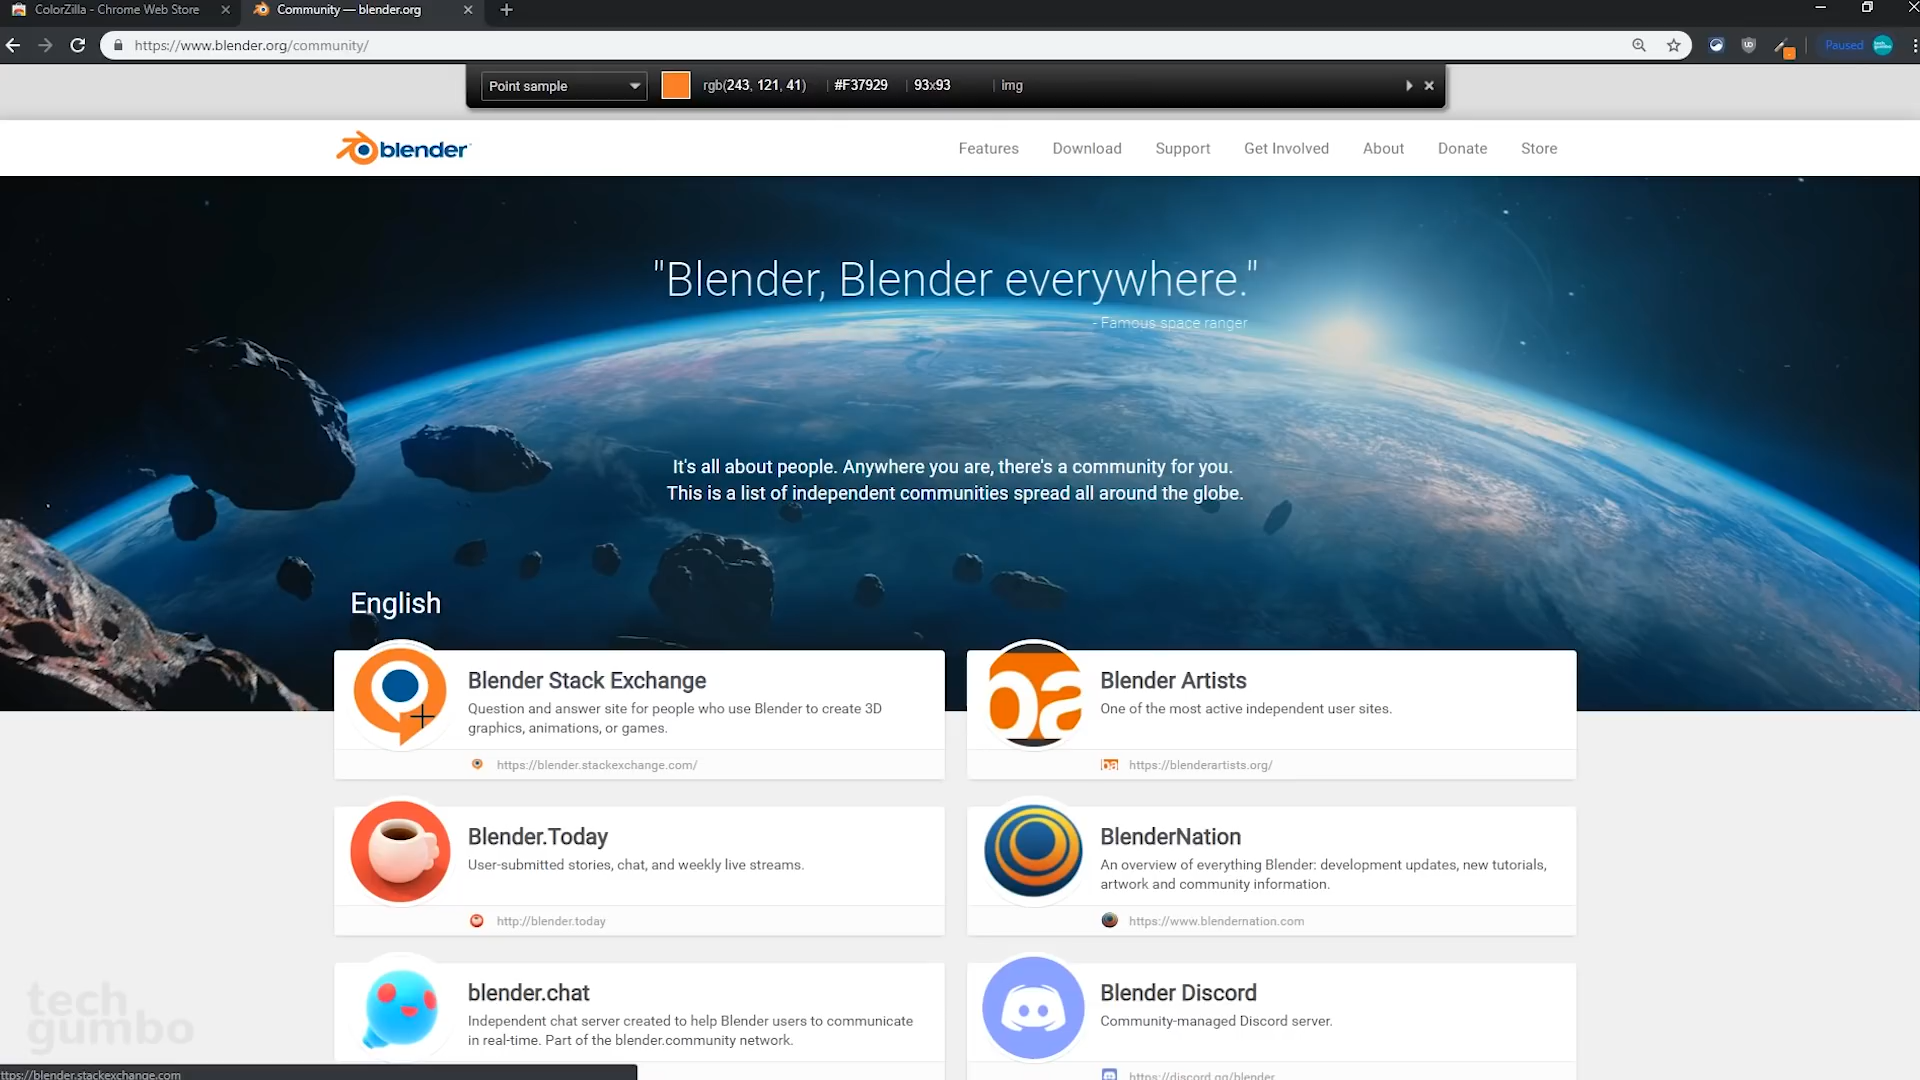 ColorZilla - Chrome Web Store
Community — blender.org
https://www.blender.org/community/
Paused
Point sample
rgb(243, 121, 41)
#F37929
93x93
img
blender
Features
Download
Support
Get Involved
About
Donate
Store
"Blender, Blender everywhere."
- Famous space ranger
It's all about people. Anywhere you are, there's a community for you.
This is a list of independent communities spread all around the globe.
English
Blender Stack Exchange
Question and answer site for people who use Blender to create 3D
graphics, animations, or games.
https://blender.stackexchange.com/
ba
Blender Artists
One of the most active independent user sites.
https://blenderartists.org/
Blender.Today
User-submitted stories, chat, and weekly live streams.
http://blender.today
BlenderNation
An overview of everything Blender: development updates, new tutorials,
artwork and community information.
https://www.blendernation.com
blender.chat
Independent chat server created to help Blender users to communicate
in real-time. Part of the blender.community network.
Blender Discord
Community-managed Discord server.
https://discord.gg/blender
tech
gumbo
ttps://blender.stackexchange.com